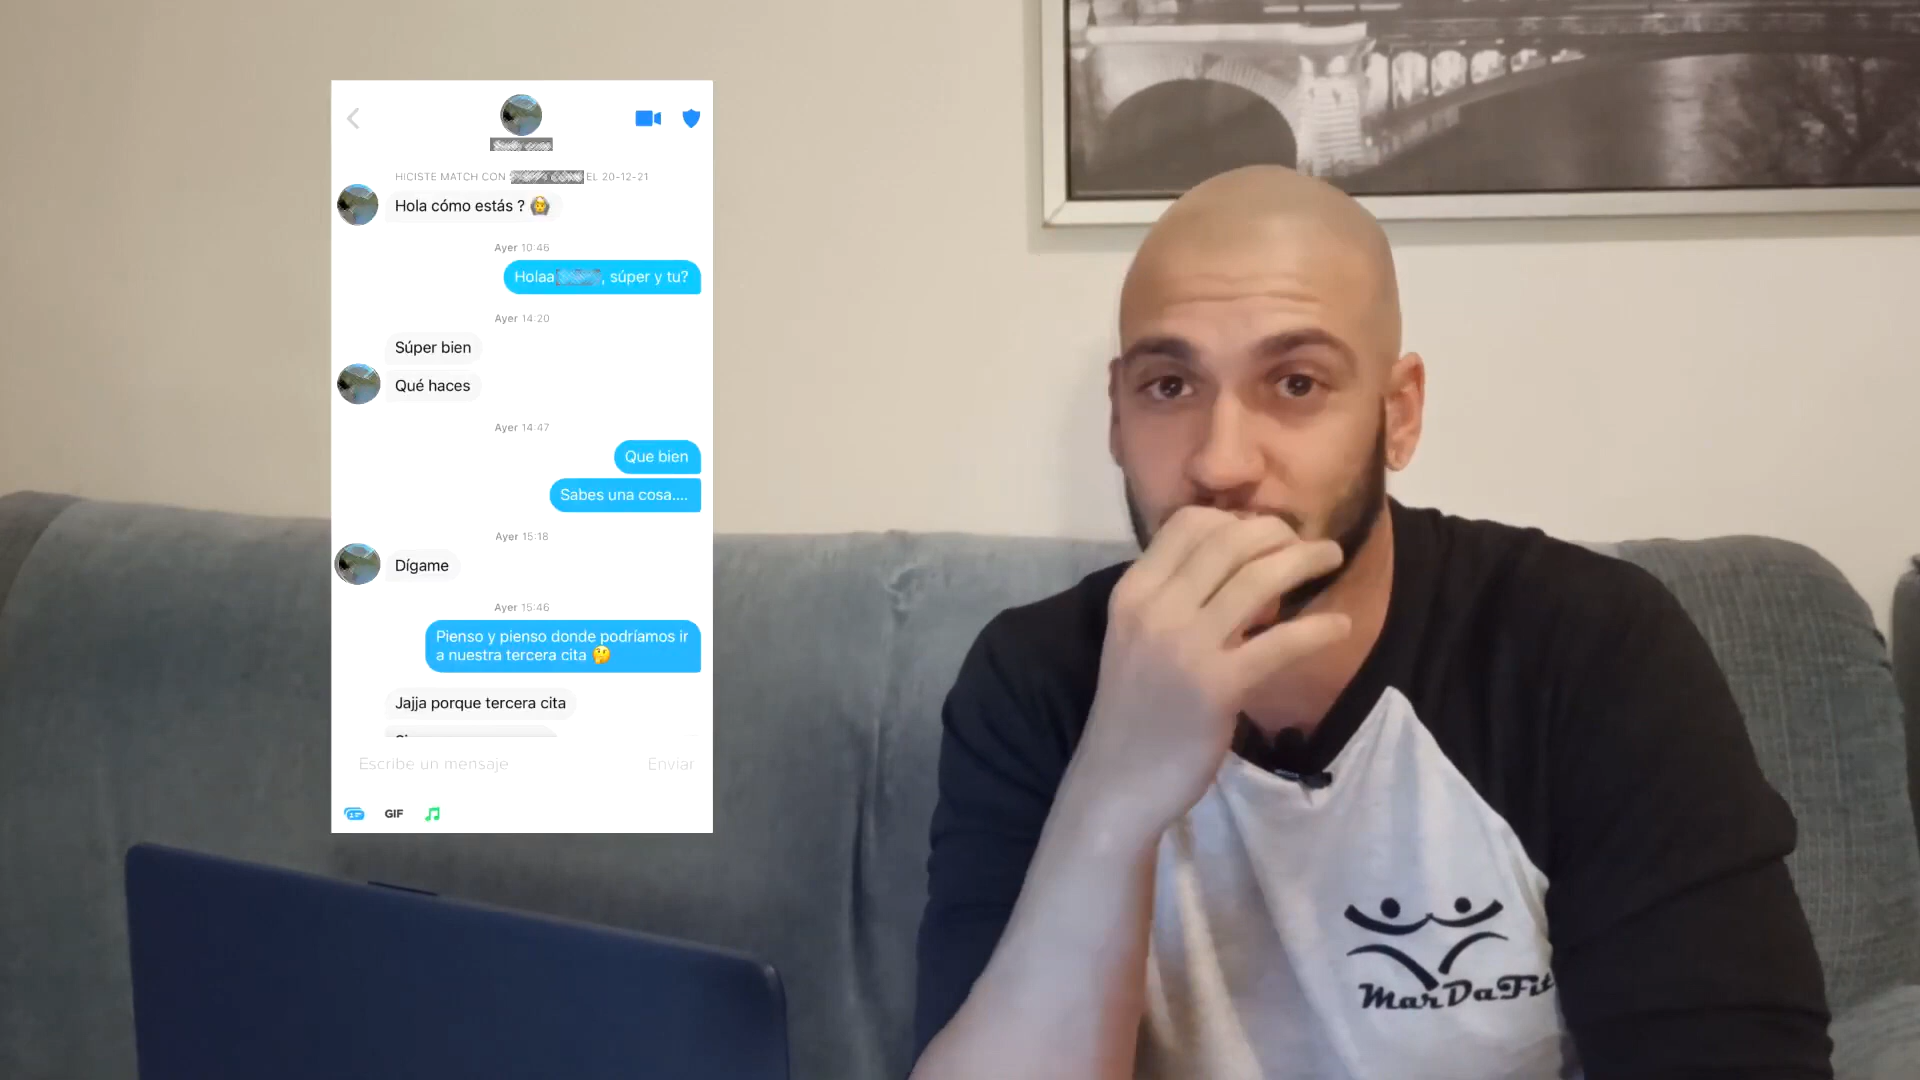 HICISTE MATCH CON EL 20-12-21
Hola cómo estás ? 🙆‍♂️
Ayer 10:46
Holaa , súper y tu?
Ayer 14:20
Súper bien
Qué haces
Ayer 14:47
Que bien
Sabes una cosa....
Ayer 15:18
Dígame
Ayer 15:46
Pienso y pienso donde podríamos ir
a nuestra tercera cita 🤔
Jajja porque tercera cita
Escribe un mensaje
Enviar
GIF
MarDaFit